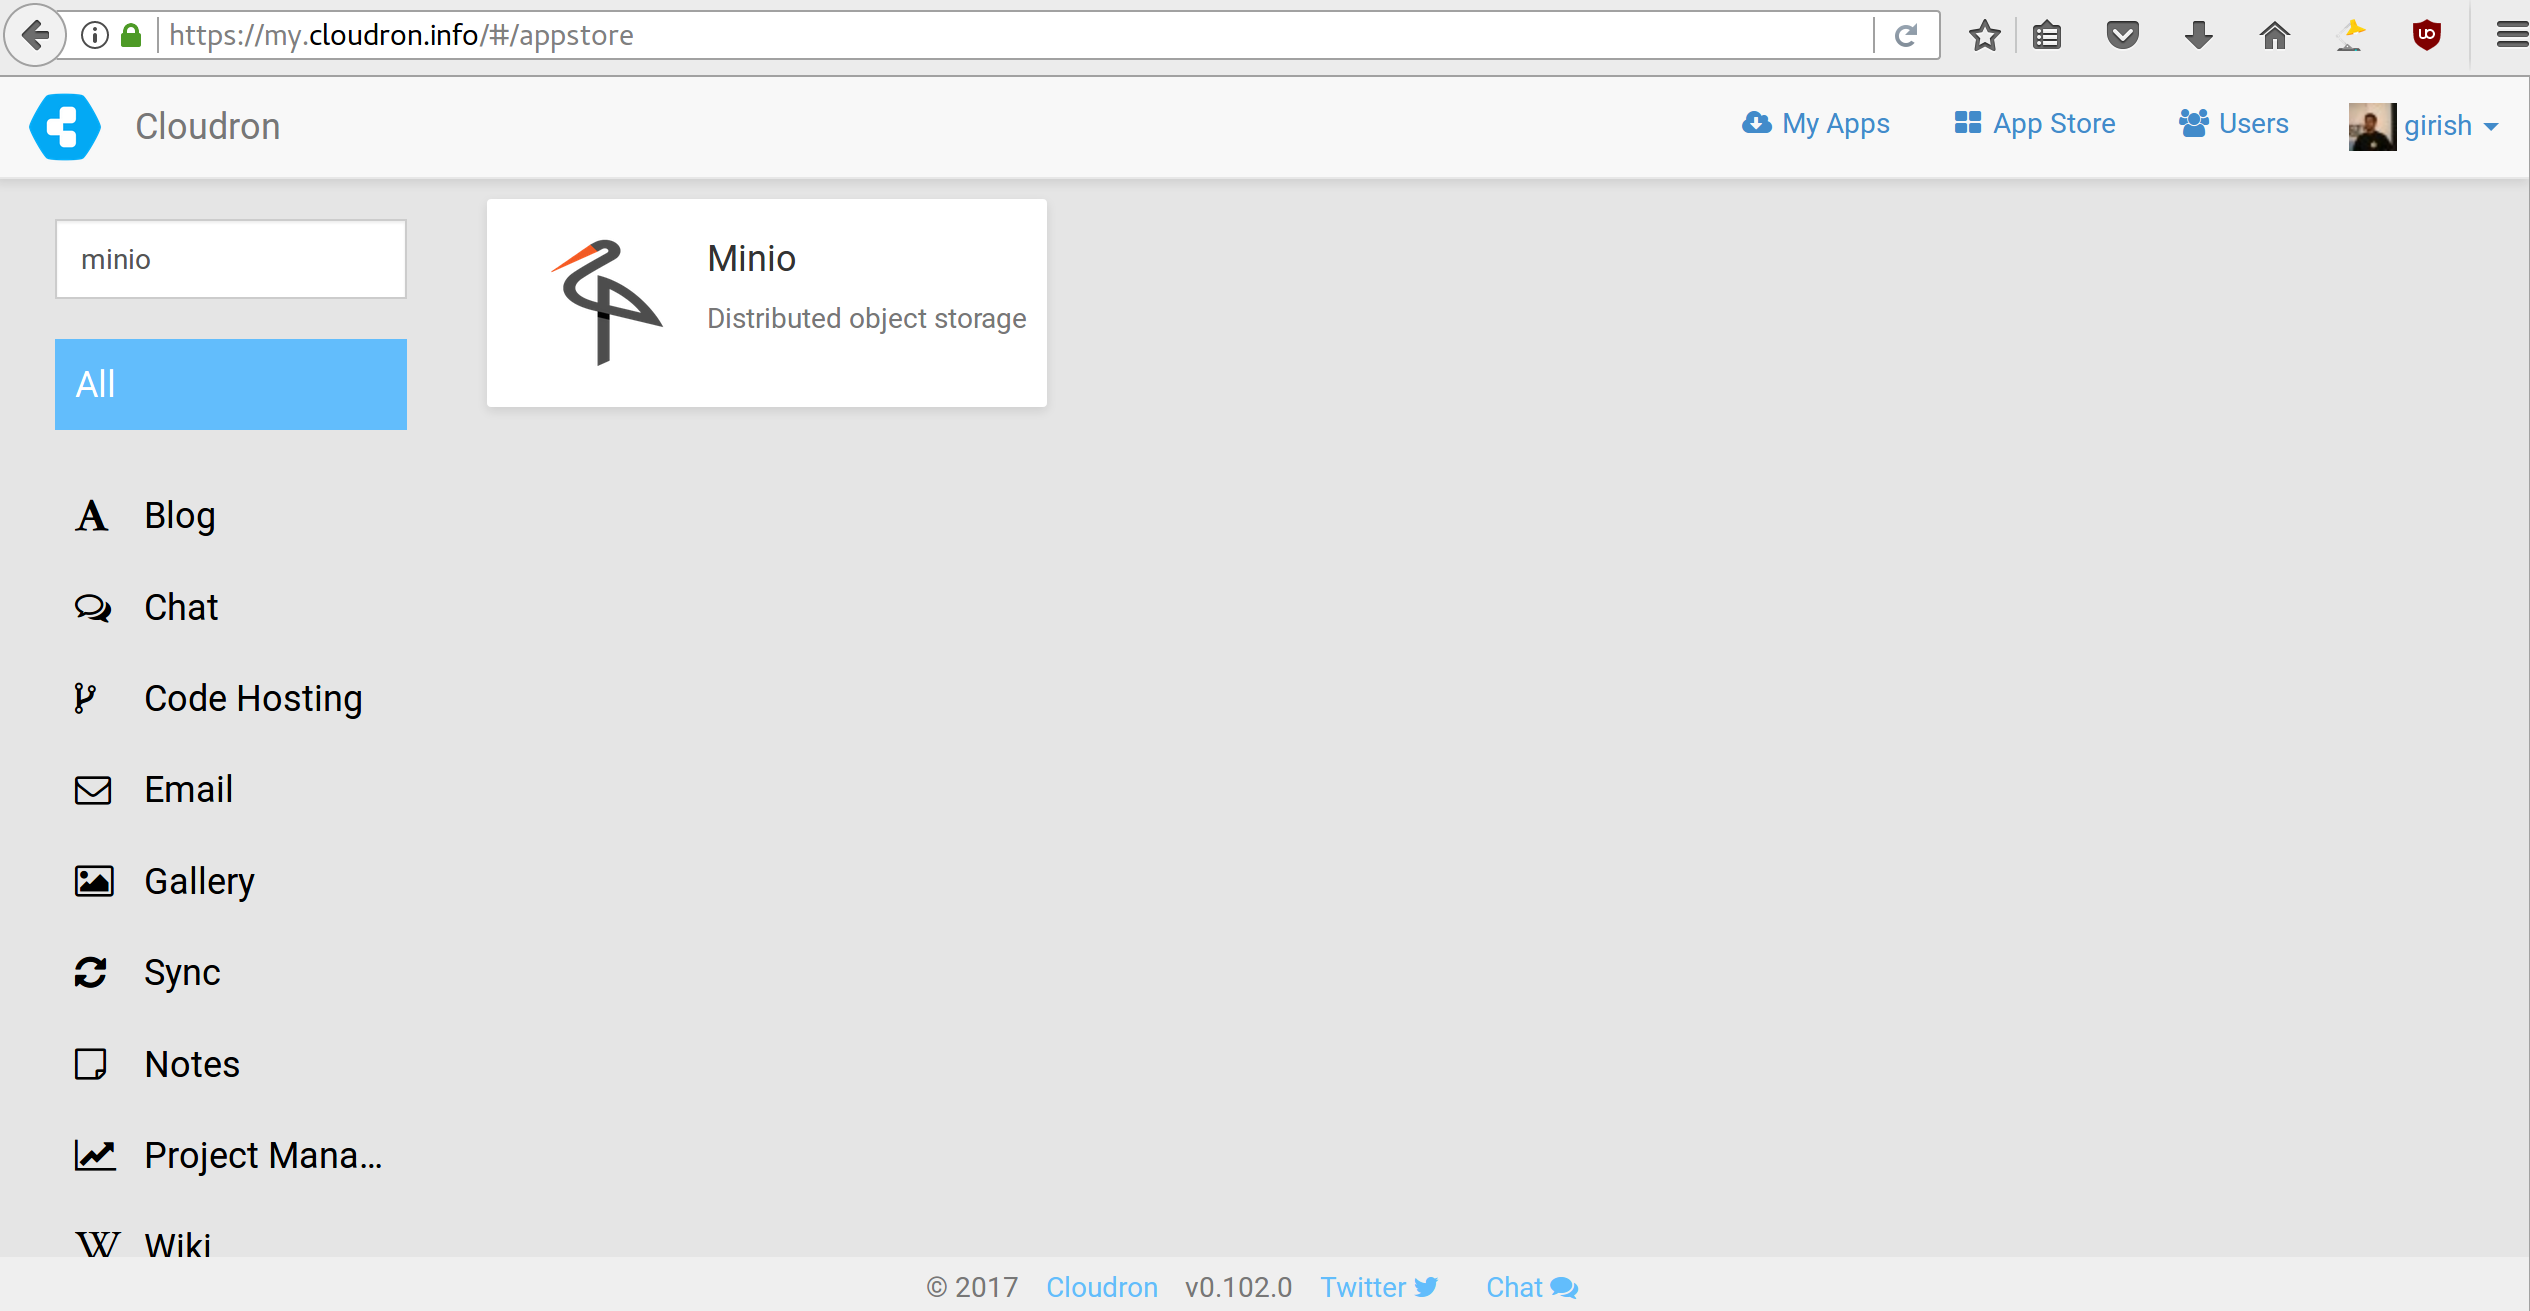 https://my.cloudron.info/#/appstore
Cloudron
My Apps
App Store
Users
girish
minio
Minio
Distributed object storage
All
Blog
Chat
Code Hosting
Email
Gallery
Sync
Notes
Project Mana...
Wiki
© 2017 Cloudron v0.102.0 Twitter Chat